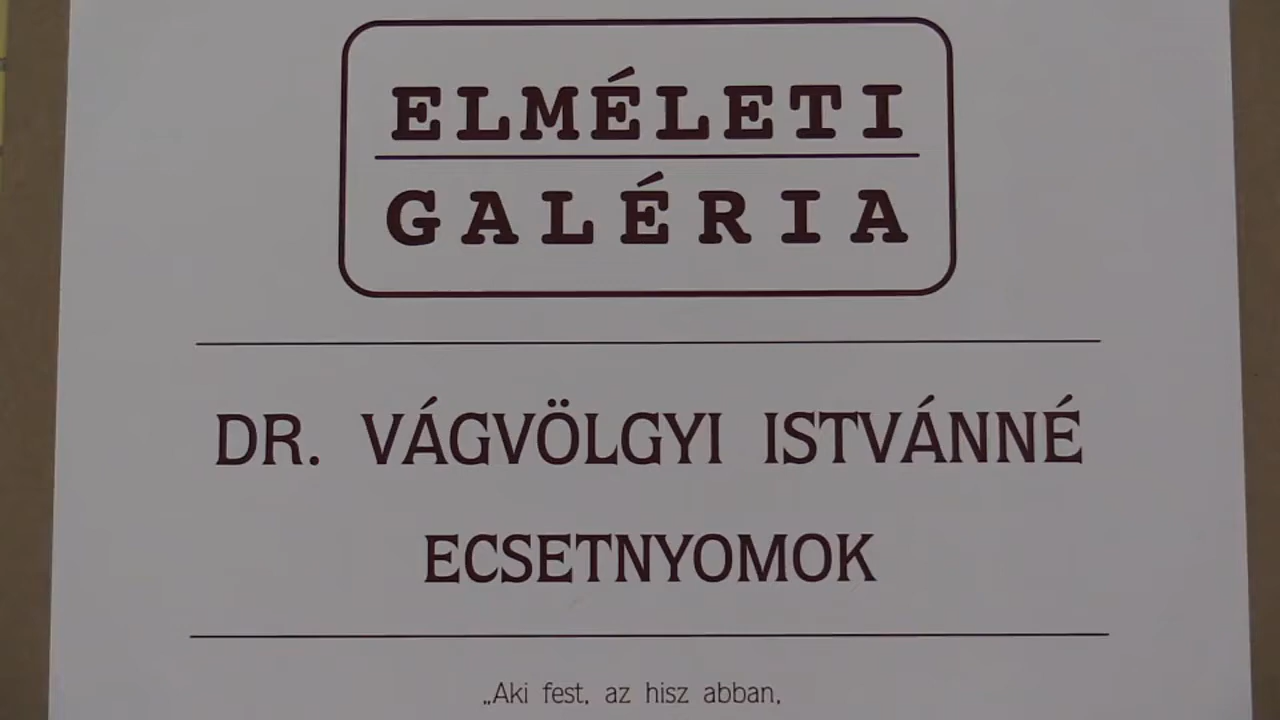 ELMÉLETI
GALÉRIA
DR. VÁGVÖLGYI ISTVÁNNÉ
ECSETNYOMOK
„Aki fest, az hisz abban,